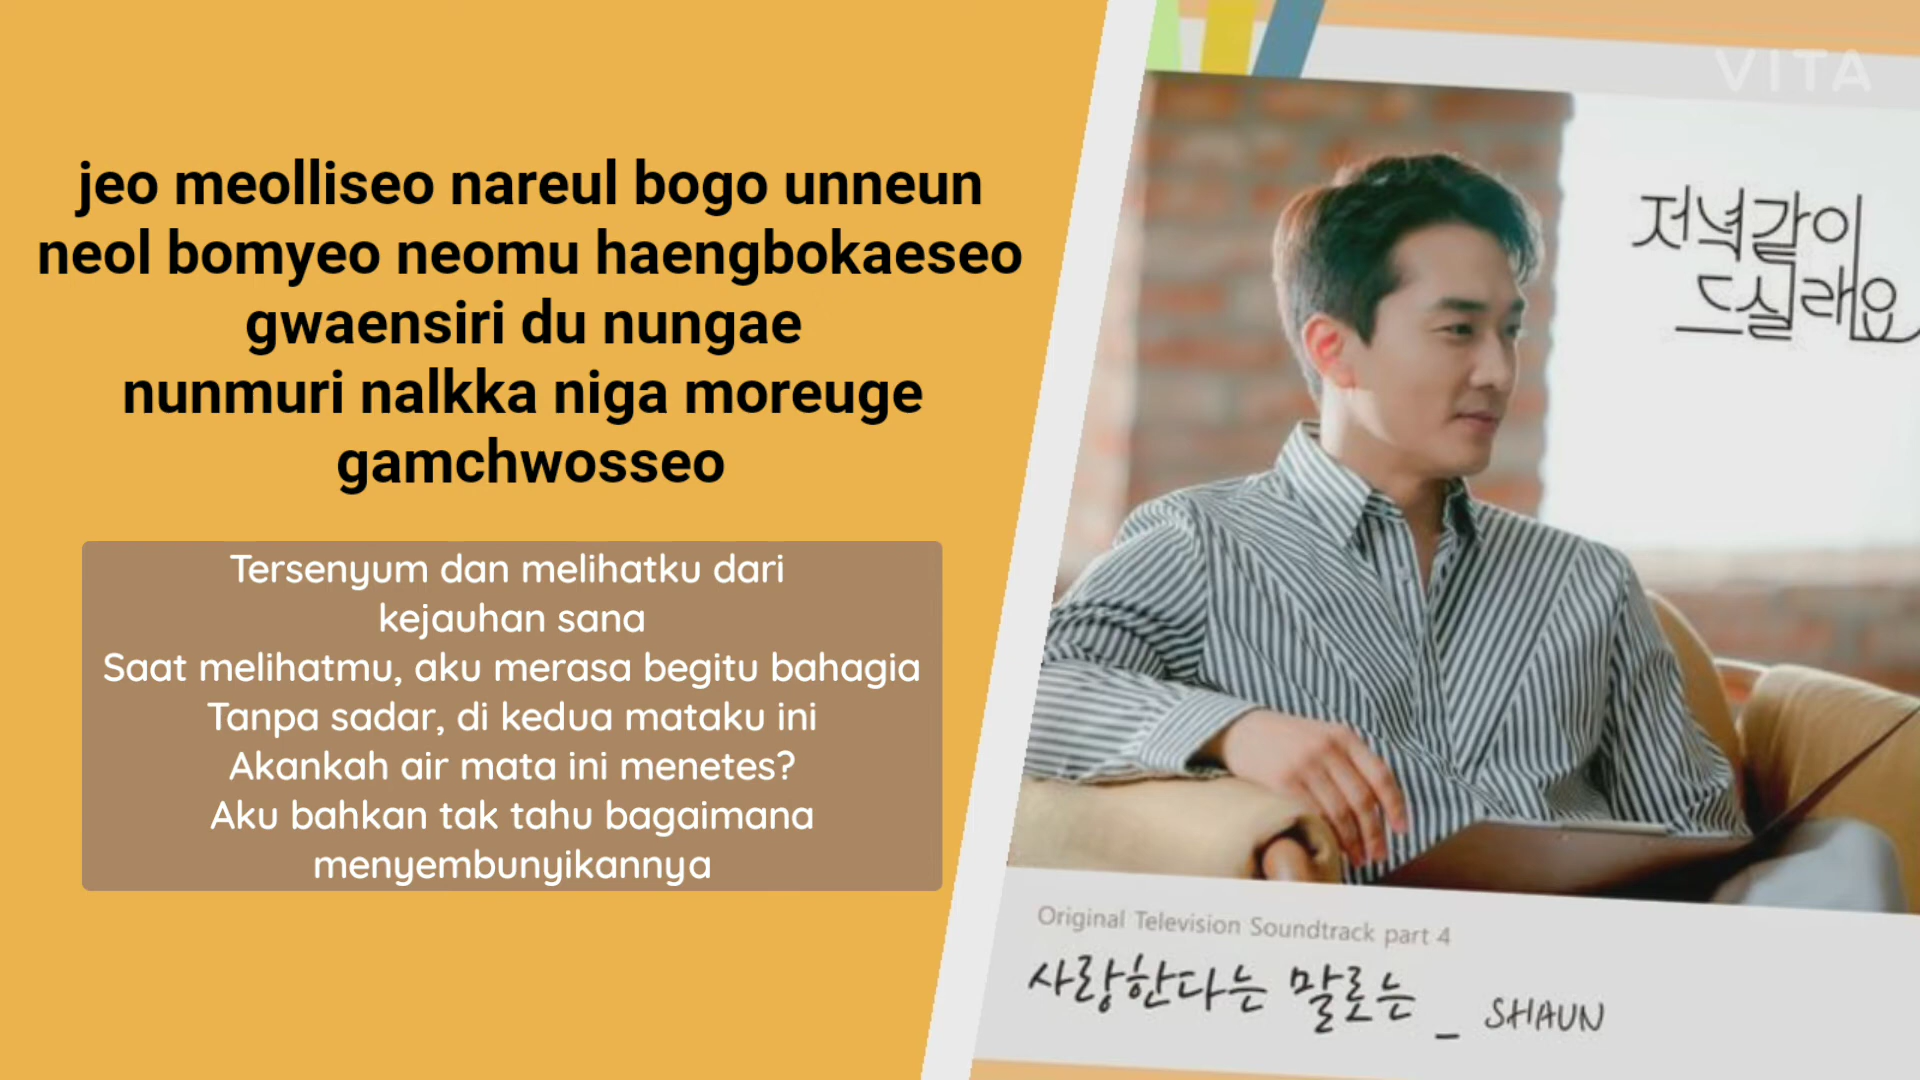 jeo meolliseo nareul bogo unneun
neol bomyeo neomu haengbokaeseo
gwaensiri du nungae
nunmuri nalkka niga moreuge
gamchwosseo
Tersenyum dan melihatku dari
kejauhan sana
Saat melihatmu, aku merasa begitu bahagia
Tanpa sadar, di kedua mataku ini
Akankah air mata ini menetes?
Aku bahkan tak tahu bagaimana
menyembunyikannya
VITA
저녁같이
드실래요
Original Television Soundtrack part 4
사랑한다는 말로는 _ SHAUN